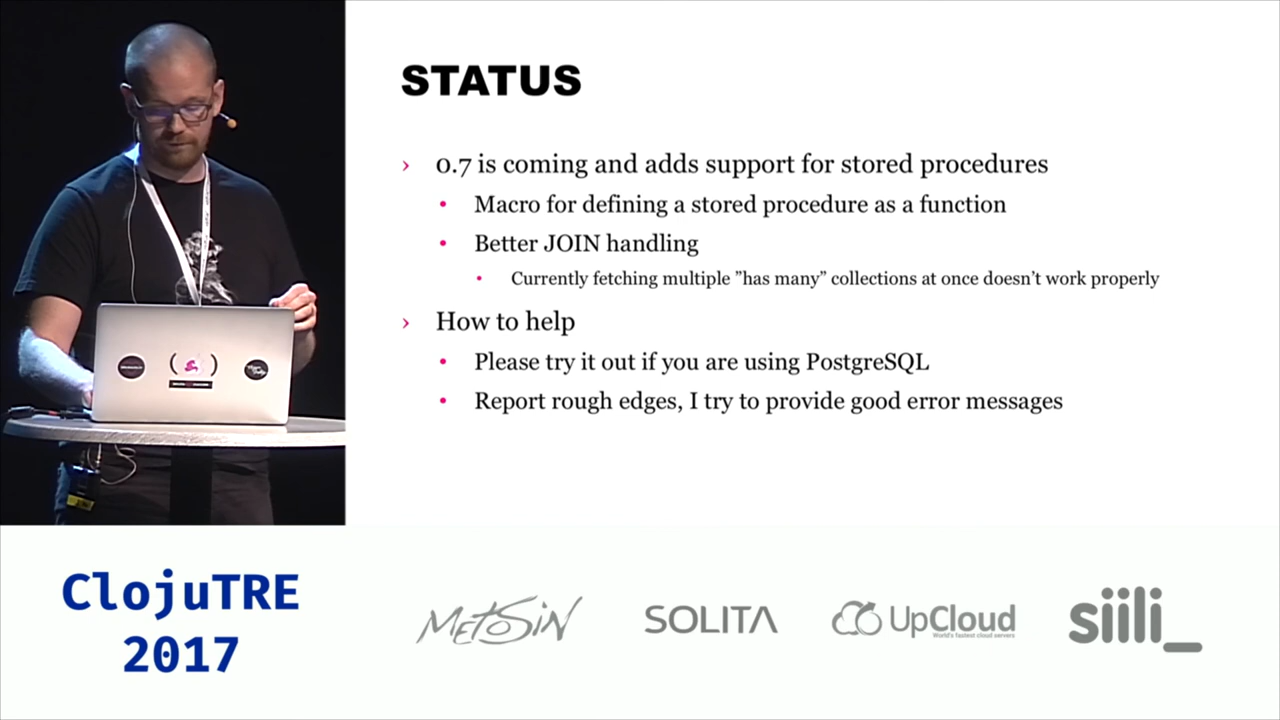 STATUS
› 0.7 is coming and adds support for stored procedures
• Macro for defining a stored procedure as a function
• Better JOIN handling
• Currently fetching multiple ”has many” collections at once doesn’t work properly
› How to help
• Please try it out if you are using PostgreSQL
• Report rough edges, I try to provide good error messages
ClojuTRE
2017
METOSIN
SOLITA
UpCloud
World's fastest cloud servers
siili_